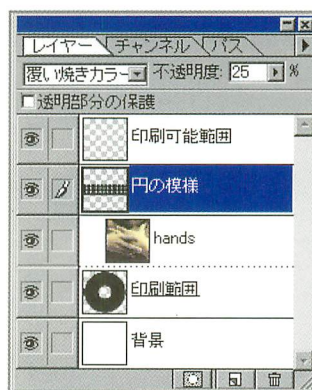 レイヤー チャンネル パス
覆い焼きカラー 不透明度: 25 %
透明部分の保護
印刷可能範囲
円の模様
hands
印刷範囲
背景